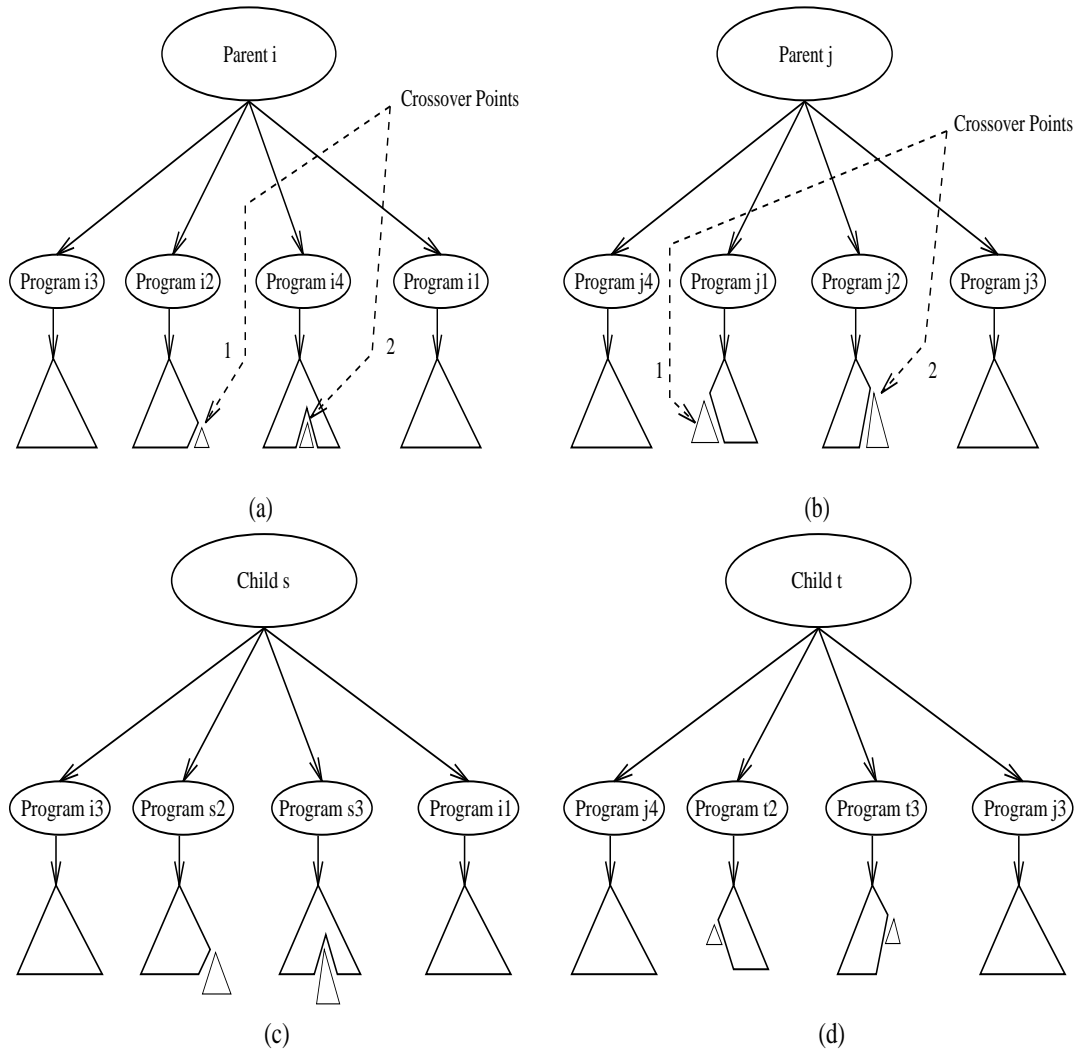 Parent i
Crossover Points
Program i3
Program i2
Program i4
Program i1
1
2
(a)
Parent j
Crossover Points
Program j4
Program j1
Program j2
Program j3
1
2
(b)
Child s
Program i3
Program s2
Program s3
Program i1
(c)
Child t
Program j4
Program t2
Program t3
Program j3
(d)